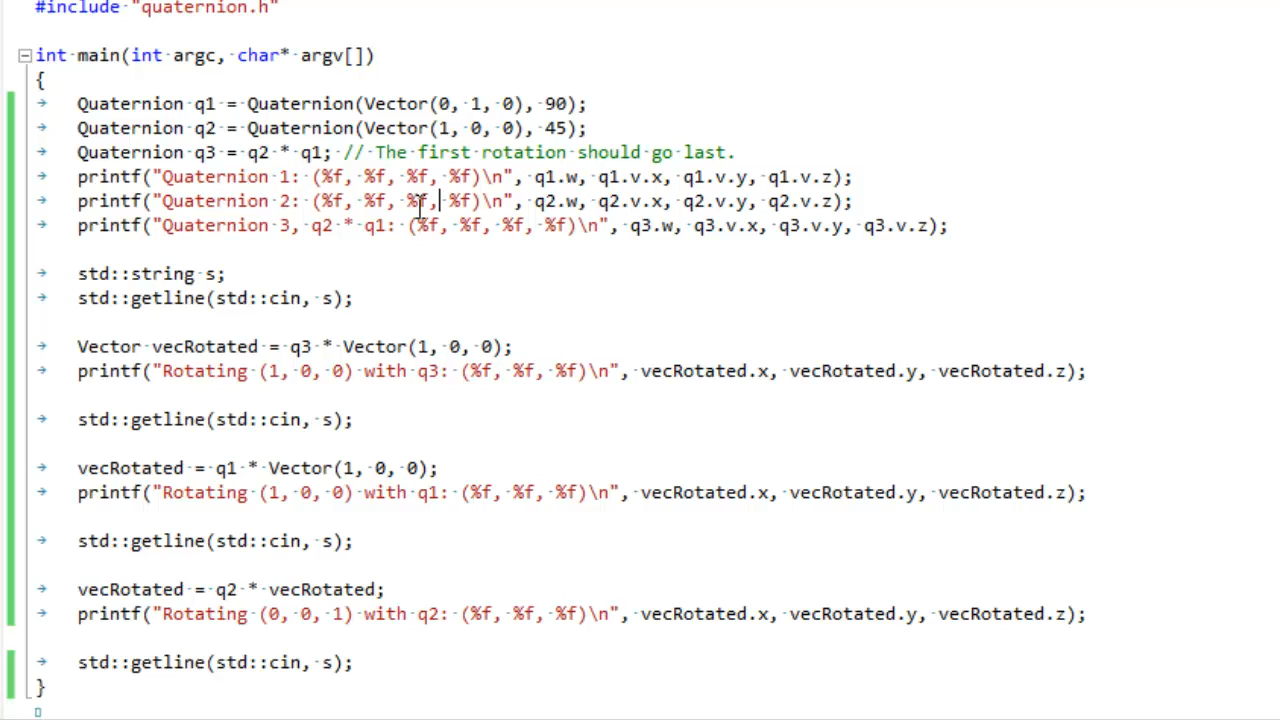 #include "quaternion.h"
int main(int argc, char* argv[])
{
Quaternion q1 = Quaternion(Vector(0, 1, 0), 90);
Quaternion q2 = Quaternion(Vector(1, 0, 0), 45);
Quaternion q3 = q2 * q1; // The first rotation should go last.
printf("Quaternion 1: (%f, %f, %f, %f)\n", q1.w, q1.v.x, q1.v.y, q1.v.z);
printf("Quaternion 2: (%f, %f, %f, %f)\n", q2.w, q2.v.x, q2.v.y, q2.v.z);
printf("Quaternion 3, q2 * q1: (%f, %f, %f, %f)\n", q3.w, q3.v.x, q3.v.y, q3.v.z);
std::string s;
std::getline(std::cin, s);
Vector vecRotated = q3 * Vector(1, 0, 0);
printf("Rotating (1, 0, 0) with q3: (%f, %f, %f)\n", vecRotated.x, vecRotated.y, vecRotated.z);
std::getline(std::cin, s);
vecRotated = q1 * Vector(1, 0, 0);
printf("Rotating (1, 0, 0) with q1: (%f, %f, %f)\n", vecRotated.x, vecRotated.y, vecRotated.z);
std::getline(std::cin, s);
vecRotated = q2 * vecRotated;
printf("Rotating (0, 0, 1) with q2: (%f, %f, %f)\n", vecRotated.x, vecRotated.y, vecRotated.z);
std::getline(std::cin, s);
}